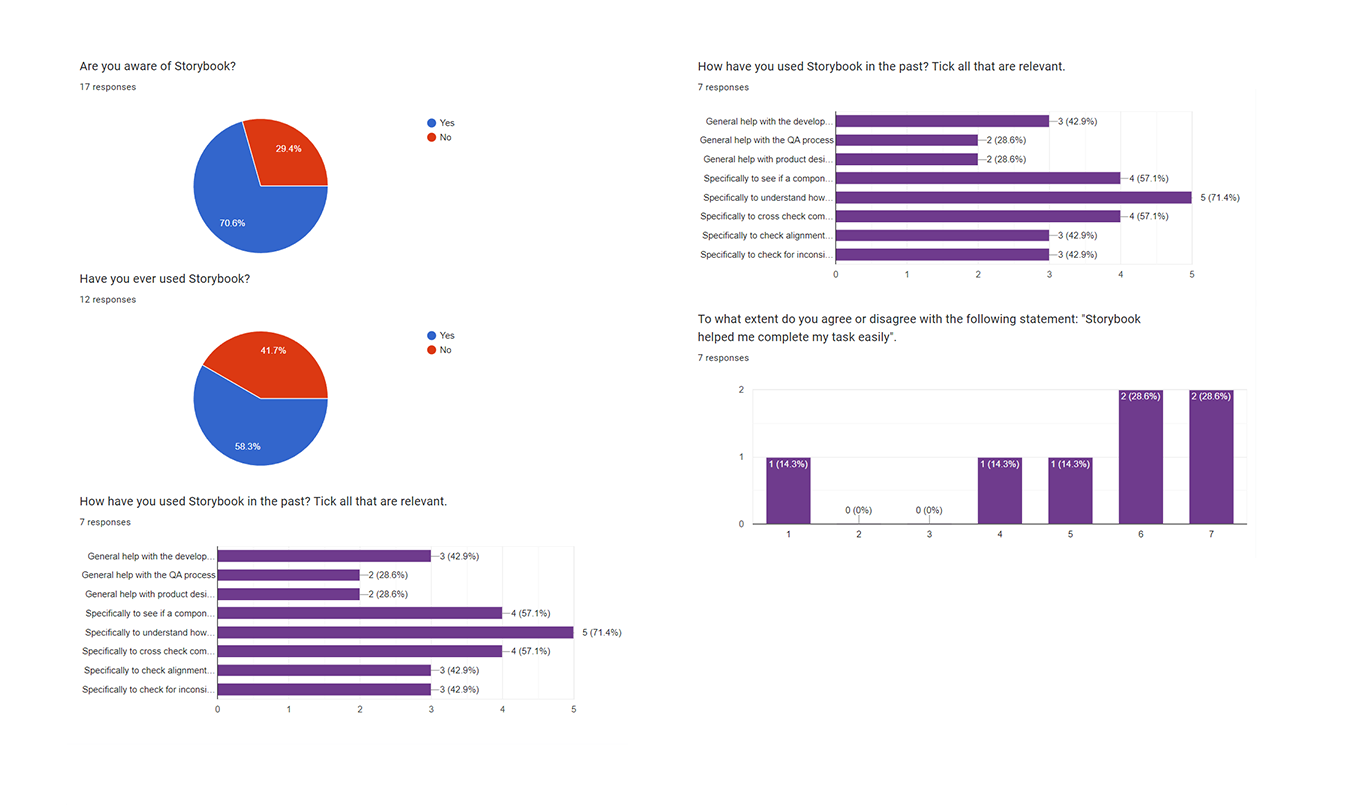 Are you aware of Storybook?
17 responses
Yes
No
29.4%
70.6%
Have you ever used Storybook?
12 responses
Yes
No
41.7%
58.3%
How have you used Storybook in the past? Tick all that are relevant.
7 responses
General help with the develop… 3 (42.9%)
General help with the QA process 2 (28.6%)
General help with product desi… 2 (28.6%)
Specifically to see if a compon… 4 (57.1%)
Specifically to understand how… 5 (71.4%)
Specifically to cross check com… 4 (57.1%)
Specifically to check alignment… 3 (42.9%)
Specifically to check for inconsi… 3 (42.9%)
0 1 2 3 4 5
How have you used Storybook in the past? Tick all that are relevant.
7 responses
General help with the develop… 3 (42.9%)
General help with the QA process 2 (28.6%)
General help with product desi… 2 (28.6%)
Specifically to see if a compon… 4 (57.1%)
Specifically to understand how… 5 (71.4%)
Specifically to cross check com… 4 (57.1%)
Specifically to check alignment… 3 (42.9%)
Specifically to check for inconsi… 3 (42.9%)
0 1 2 3 4 5
To what extent do you agree or disagree with the following statement: "Storybook
helped me complete my task easily".
7 responses
2
2 (28.6%) 2 (28.6%)
1
1 (14.3%) 1 (14.3%) 1 (14.3%)
0 (0%) 0 (0%)
0
1 2 3 4 5 6 7